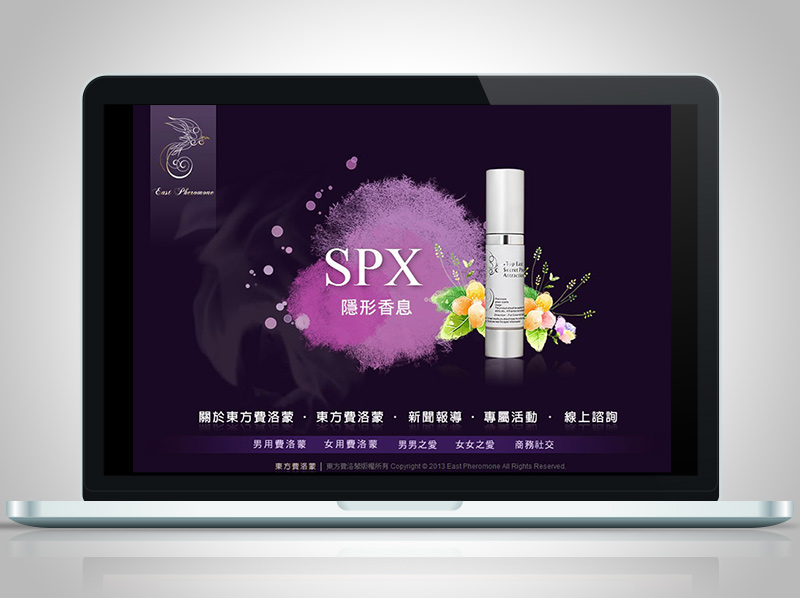 East Pheromone
SPX
隱形香息
關於東方費洛蒙 · 東方費洛蒙 · 新聞報導 · 專屬活動 · 線上諮詢
男用費洛蒙 女用費洛蒙 男男之愛 女女之愛 商務社交
東方費洛蒙 | 東方費洛蒙版權所有 Copyright © 2013 East Pheromone All Rights Reserved.